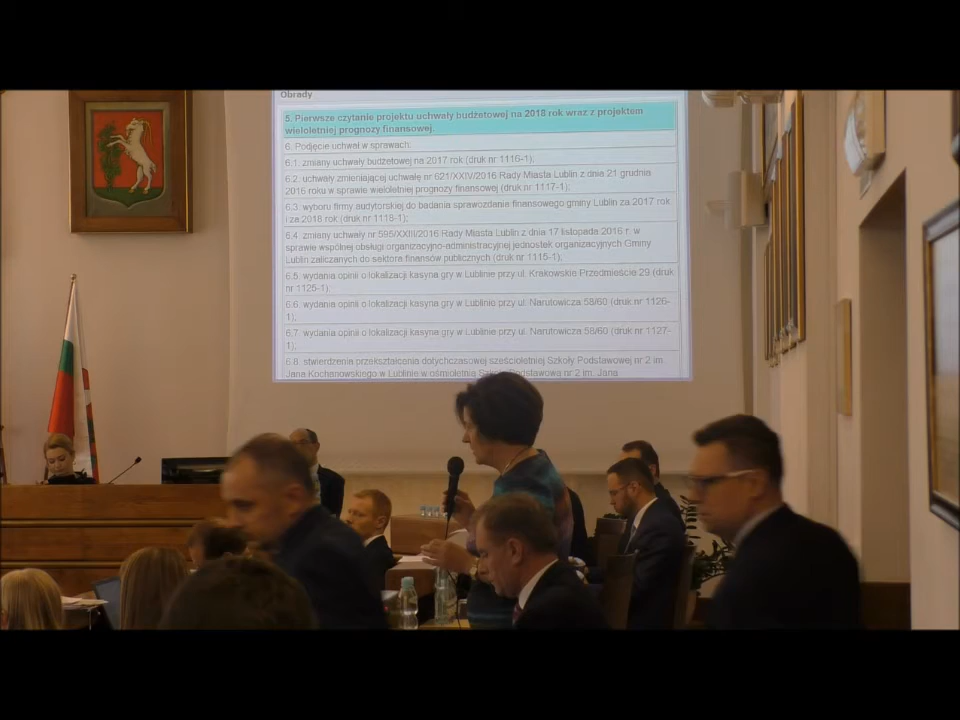 Obrady
5. Pierwsze czytanie projektu uchwały budżetowej na 2018 rok wraz z projektem
wieloletniej prognozy finansowej.
6. Podjęcie uchwał w sprawach:
6.1. zmiany uchwały budżetowej na 2017 rok (druk nr 1116-1);
6.2. uchwały zmieniającej uchwałę nr 621/XXIV/2016 Rady Miasta Lublin z dnia 21 grudnia
2016 roku w sprawie wieloletniej prognozy finansowej (druk nr 1117-1);
6.3. wyboru firmy audytorskiej do badania sprawozdania finansowego gminy Lublin za 2017 rok
i za 2018 rok (druk nr 1118-1);
6.4. zmiany uchwały nr 595/XXIII/2016 Rady Miasta Lublin z dnia 17 listopada 2016 r. w
sprawie wspólnej obsługi organizacyjno-administracyjnej jednostek organizacyjnych Gminy
Lublin zaliczanych do sektora finansów publicznych (druk nr 1115-1);
6.5. wydania opinii o lokalizacji kasyna gry w Lublinie przy ul. Krakowskie Przedmieście 29 (druk
nr 1125-1);
6.6. wydania opinii o lokalizacji kasyna gry w Lublinie przy ul. Narutowicza 58/60 (druk nr 1126-
1);
6.7. wydania opinii o lokalizacji kasyna gry w Lublinie przy ul. Narutowicza 58/60 (druk nr 1127-
1);
6.8. stwierdzenia przekształcenia dotychczasowej sześcioletniej Szkoły Podstawowej nr 2 im.
Jana Kochanowskiego w Lublinie w ośmioletnią Szkołę Podstawową nr 2 im. Jana